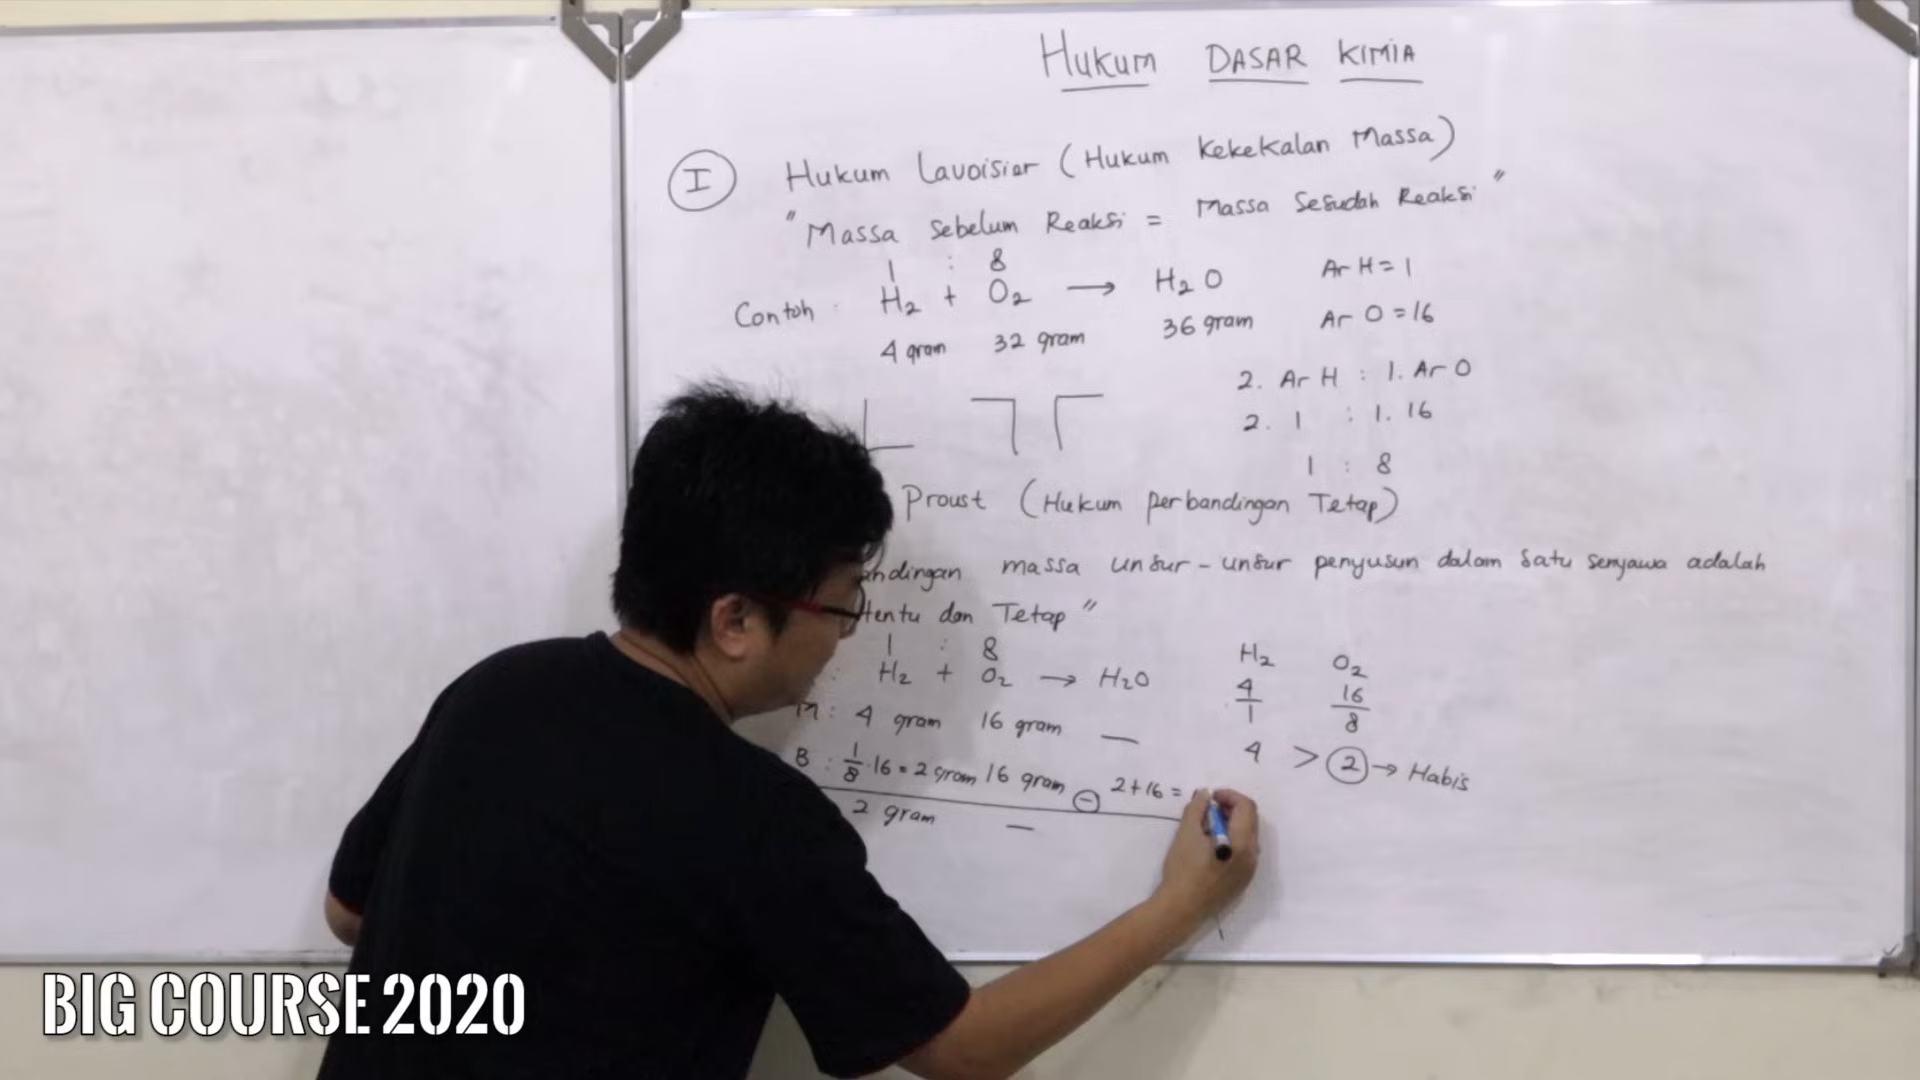 Hukum DASAR KIMIA
I Hukum Lavoisier (Hukum Kekekalan Massa)
"Massa Sebelum Reaksi = Massa Sesudah Reaksi"
1 : 8
Contoh : H₂ + O₂ → H₂O Ar H = 1
4 gram 32 gram 36 gram Ar O = 16
2. Ar H : 1. Ar O
2. 1 : 1. 16
1 : 8
Proust (Hukum perbandingan Tetap)
andingan massa unsur - unsur penyusun dalam satu senyawa adalah
tentu dan Tetap"
1 : 8
: H₂ + O₂ → H₂O H₂ O₂
M : 4 gram 16 gram — 4/1 16/8
B : 1/8 . 16 = 2 gram 16 gram - 2+16 = 4 > 2 → Habis
2 gram —
BIG COURSE 2020